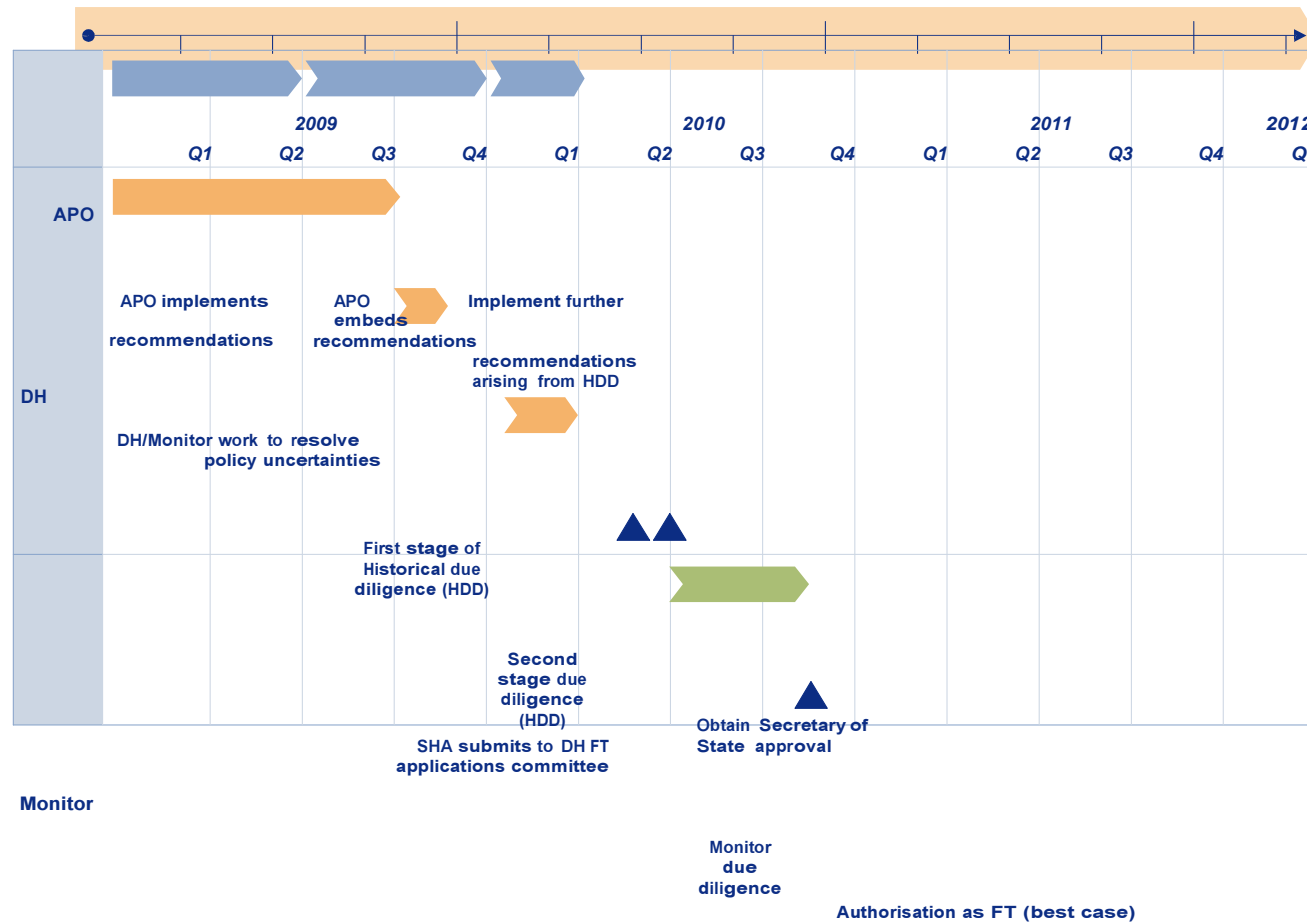 2009
2010
2011
2012
Q1
Q2
Q3
Q4
Q1
Q2
Q3
Q4
Q1
Q2
Q3
Q4
Q
APO
APO implements
recommendations
APO
embeds
recommendations
Implement further
recommendations
arising from HDD
DH
DH/Monitor work to resolve
policy uncertainties
First stage of
Historical due
diligence (HDD)
Second
stage due
diligence
(HDD)
SHA submits to DH FT
applications committee
Obtain Secretary of
State approval
Monitor
Monitor
due
diligence
Authorisation as FT (best case)